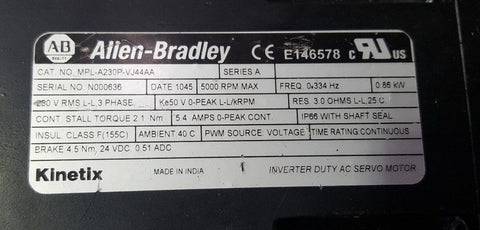 AB
QUALITY
Allen-Bradley CE E146578 c RU US
CAT. NO. MPL-A230P-VJ44AA SERIES A
SERIAL NO. N000636 DATE 1045 5000 RPM MAX FREQ. 0.334 Hz 0.86 kW
230 V RMS L-L,3 PHASE. Ke50 V 0-PEAK L-L/kRPM RES. 3.0 OHMS L-L,25 C.
CONT STALL TORQUE 2.1 Nm 5.4 AMPS 0-PEAK CONT. IP66 WITH SHAFT SEAL
INSUL CLASS F(155C) AMBIENT 40 C PWM SOURCE VOLTAGE TIME RATING CONTINUOUS
BRAKE 4.5 Nm, 24 VDC, 0.51 ADC
Kinetix MADE IN INDIA INVERTER DUTY AC SERVO MOTOR